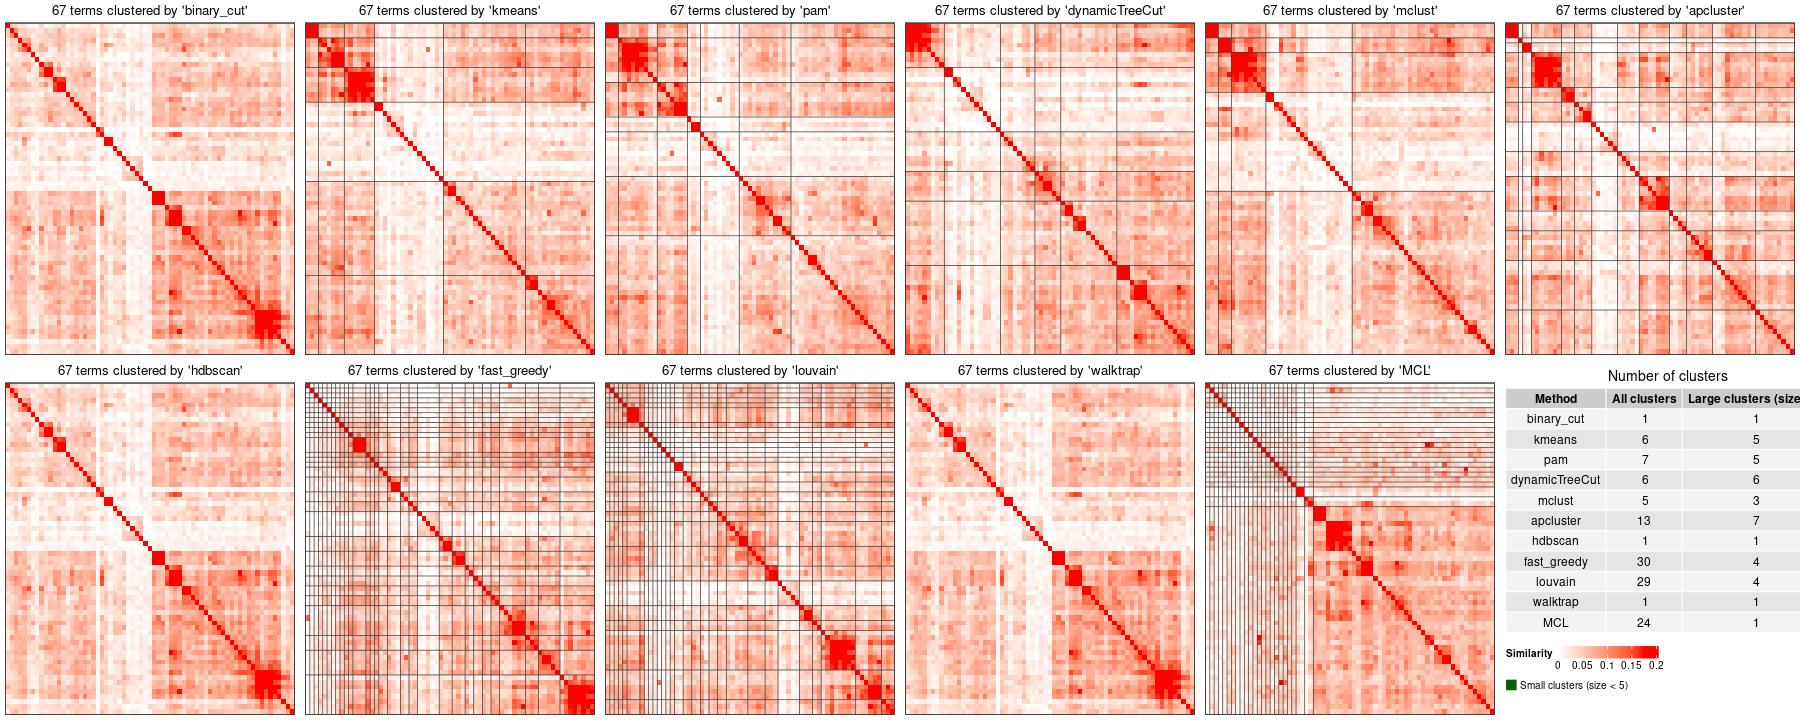 67 terms clustered by 'binary_cut'
67 terms clustered by 'kmeans'
67 terms clustered by 'pam'
67 terms clustered by 'dynamicTreeCut'
67 terms clustered by 'mclust'
67 terms clustered by 'apcluster'
67 terms clustered by 'hdbscan'
67 terms clustered by 'fast_greedy'
67 terms clustered by 'louvain'
67 terms clustered by 'walktrap'
67 terms clustered by 'MCL'
Number of clusters
Method All clusters Large clusters (size
binary_cut 1 1
kmeans 6 5
pam 7 5
dynamicTreeCut 6 6
mclust 5 3
apcluster 13 7
hdbscan 1 1
fast_greedy 30 4
louvain 29 4
walktrap 1 1
MCL 24 1
Similarity
0 0.05 0.1 0.15 0.2
Small clusters (size < 5)